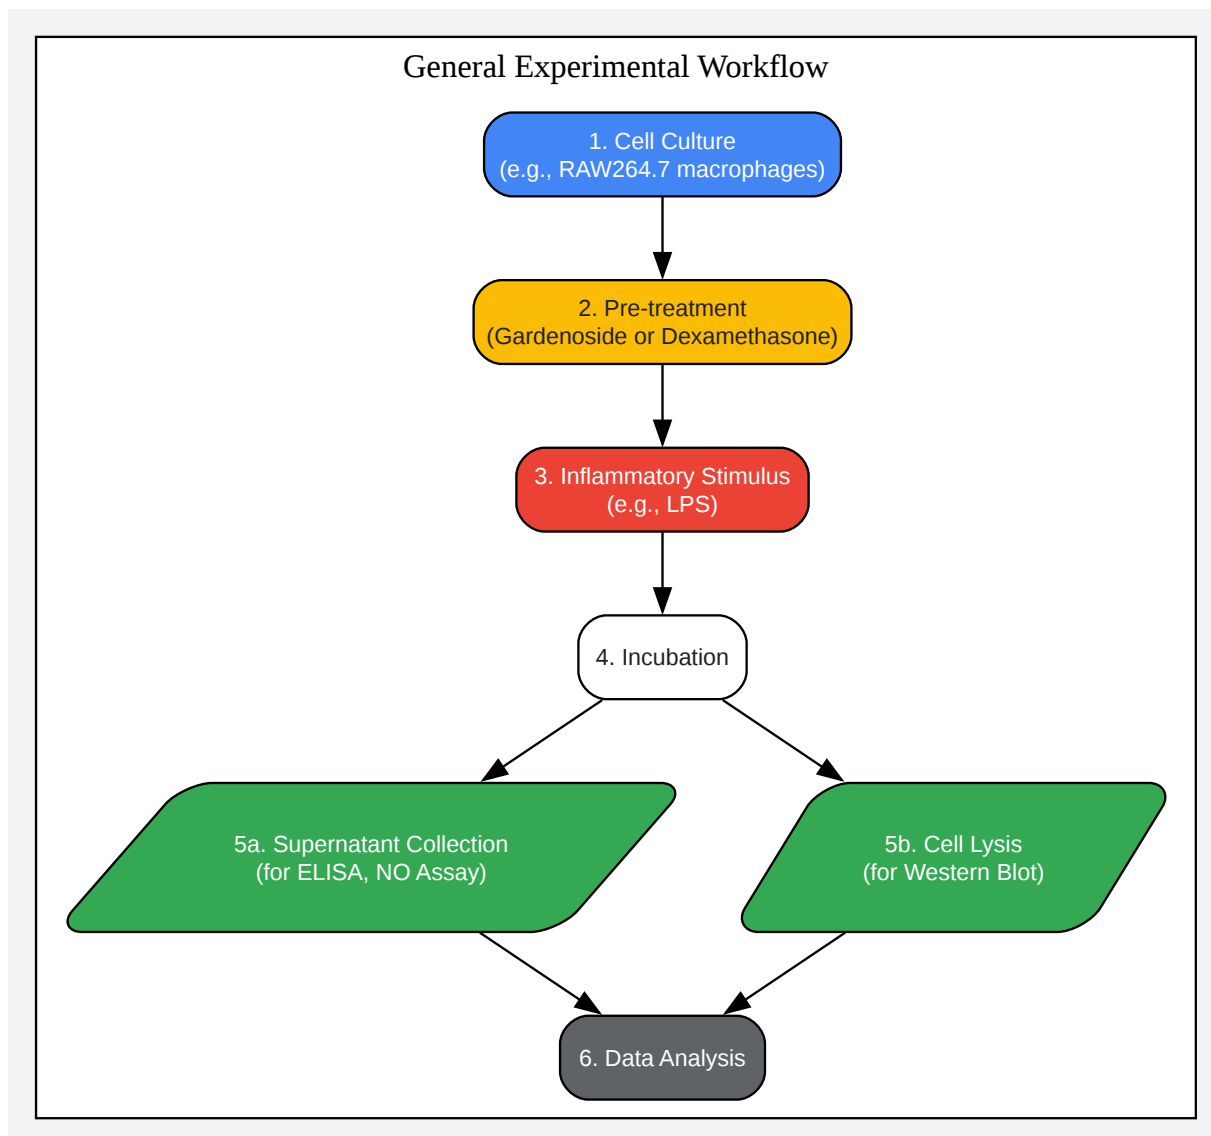 General Experimental Workflow
1. Cell Culture
(e.g., RAW264.7 macrophages)
2. Pre-treatment
(Gardenoside or Dexamethasone)
3. Inflammatory Stimulus
(e.g., LPS)
4. Incubation
5a. Supernatant Collection
(for ELISA, NO Assay)
5b. Cell Lysis
(for Western Blot)
6. Data Analysis